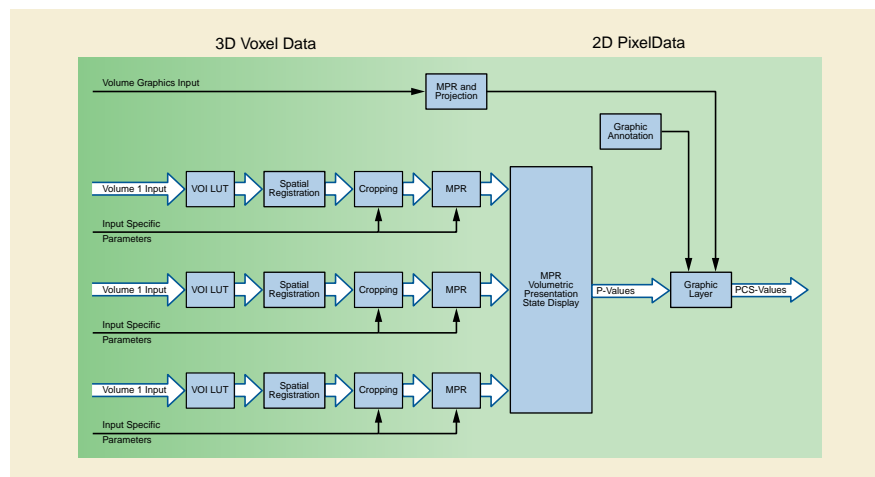 3D Voxel Data
2D PixelData
Volume Graphics Input
MPR and
Projection
Graphic
Annotation
Volume 1 Input
VOI LUT
Spatial
Registration
Cropping
MPR
Input Specific
Parameters
Volume 1 Input
VOI LUT
Spatial
Registration
Cropping
MPR
Input Specific
Parameters
Volume 1 Input
VOI LUT
Spatial
Registration
Cropping
MPR
Input Specific
Parameters
MPR
Volumetric
Presentation
State Display
P-Values
Graphic
Layer
PCS-Values